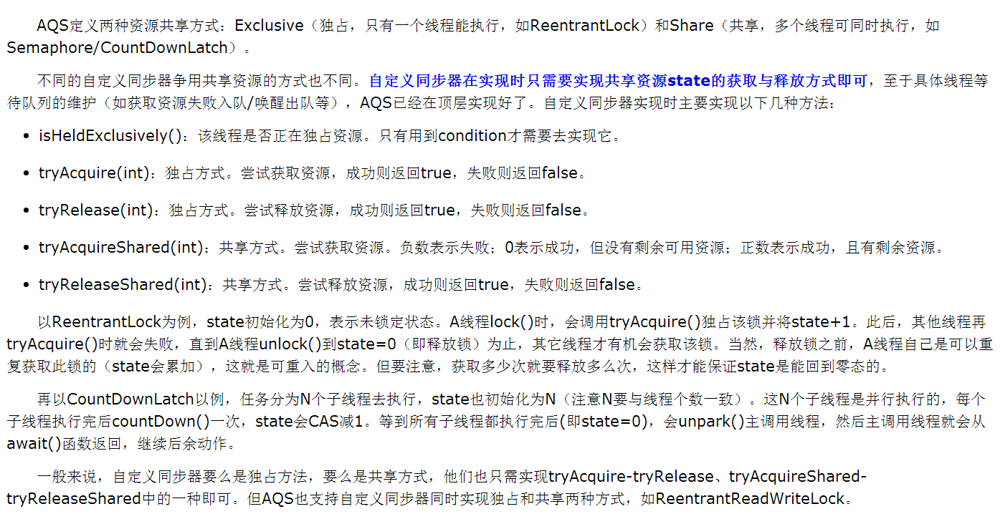 AQS定义两种资源共享方式：Exclusive（独占，只有一个线程能执行，如ReentrantLock）和Share（共享，多个线程可同时执行，如
Semaphore/CountDownLatch）。
不同的自定义同步器争用共享资源的方式也不同。自定义同步器在实现时只需要实现共享资源state的获取与释放方式即可，至于具体线程等
待队列的维护（如获取资源失败入队/唤醒出队等），AQS已经在顶层实现好了。自定义同步器实现时主要实现以下几种方法：
• isHeldExclusively()：该线程是否正在独占资源。只有用到condition才需要去实现它。
• tryAcquire(int)：独占方式。尝试获取资源，成功则返回true，失败则返回false。
• tryRelease(int)：独占方式。尝试释放资源，成功则返回true，失败则返回false。
• tryAcquireShared(int)：共享方式。尝试获取资源。负数表示失败；0表示成功，但没有剩余可用资源；正数表示成功，且有剩余资源。
• tryReleaseShared(int)：共享方式。尝试释放资源，成功则返回true，失败则返回false。
以ReentrantLock为例，state初始化为0，表示未锁定状态。A线程lock()时，会调用tryAcquire()独占该锁并将state+1。此后，其他线程再
tryAcquire()时就会失败，直到A线程unlock()到state=0（即释放锁）为止，其它线程才有机会获取该锁。当然，释放锁之前，A线程自己是可以重
复获取此锁的（state会累加），这就是可重入的概念。但要注意，获取多少次就要释放多么次，这样才能保证state是能回到零态的。
再以CountDownLatch以例，任务分为N个子线程去执行，state也初始化为N（注意N要与线程个数一致）。这N个子线程是并行执行的，每个
子线程执行完后countDown()一次，state会CAS减1。等到所有子线程都执行完后(即state=0)，会unpark()主调用线程，然后主调用线程就会从
await()函数返回，继续后余动作。
一般来说，自定义同步器要么是独占方法，要么是共享方式，他们也只需实现tryAcquire-tryRelease、tryAcquireShared-
tryReleaseShared中的一种即可。但AQS也支持自定义同步器同时实现独占和共享两种方式，如ReentrantReadWriteLock。